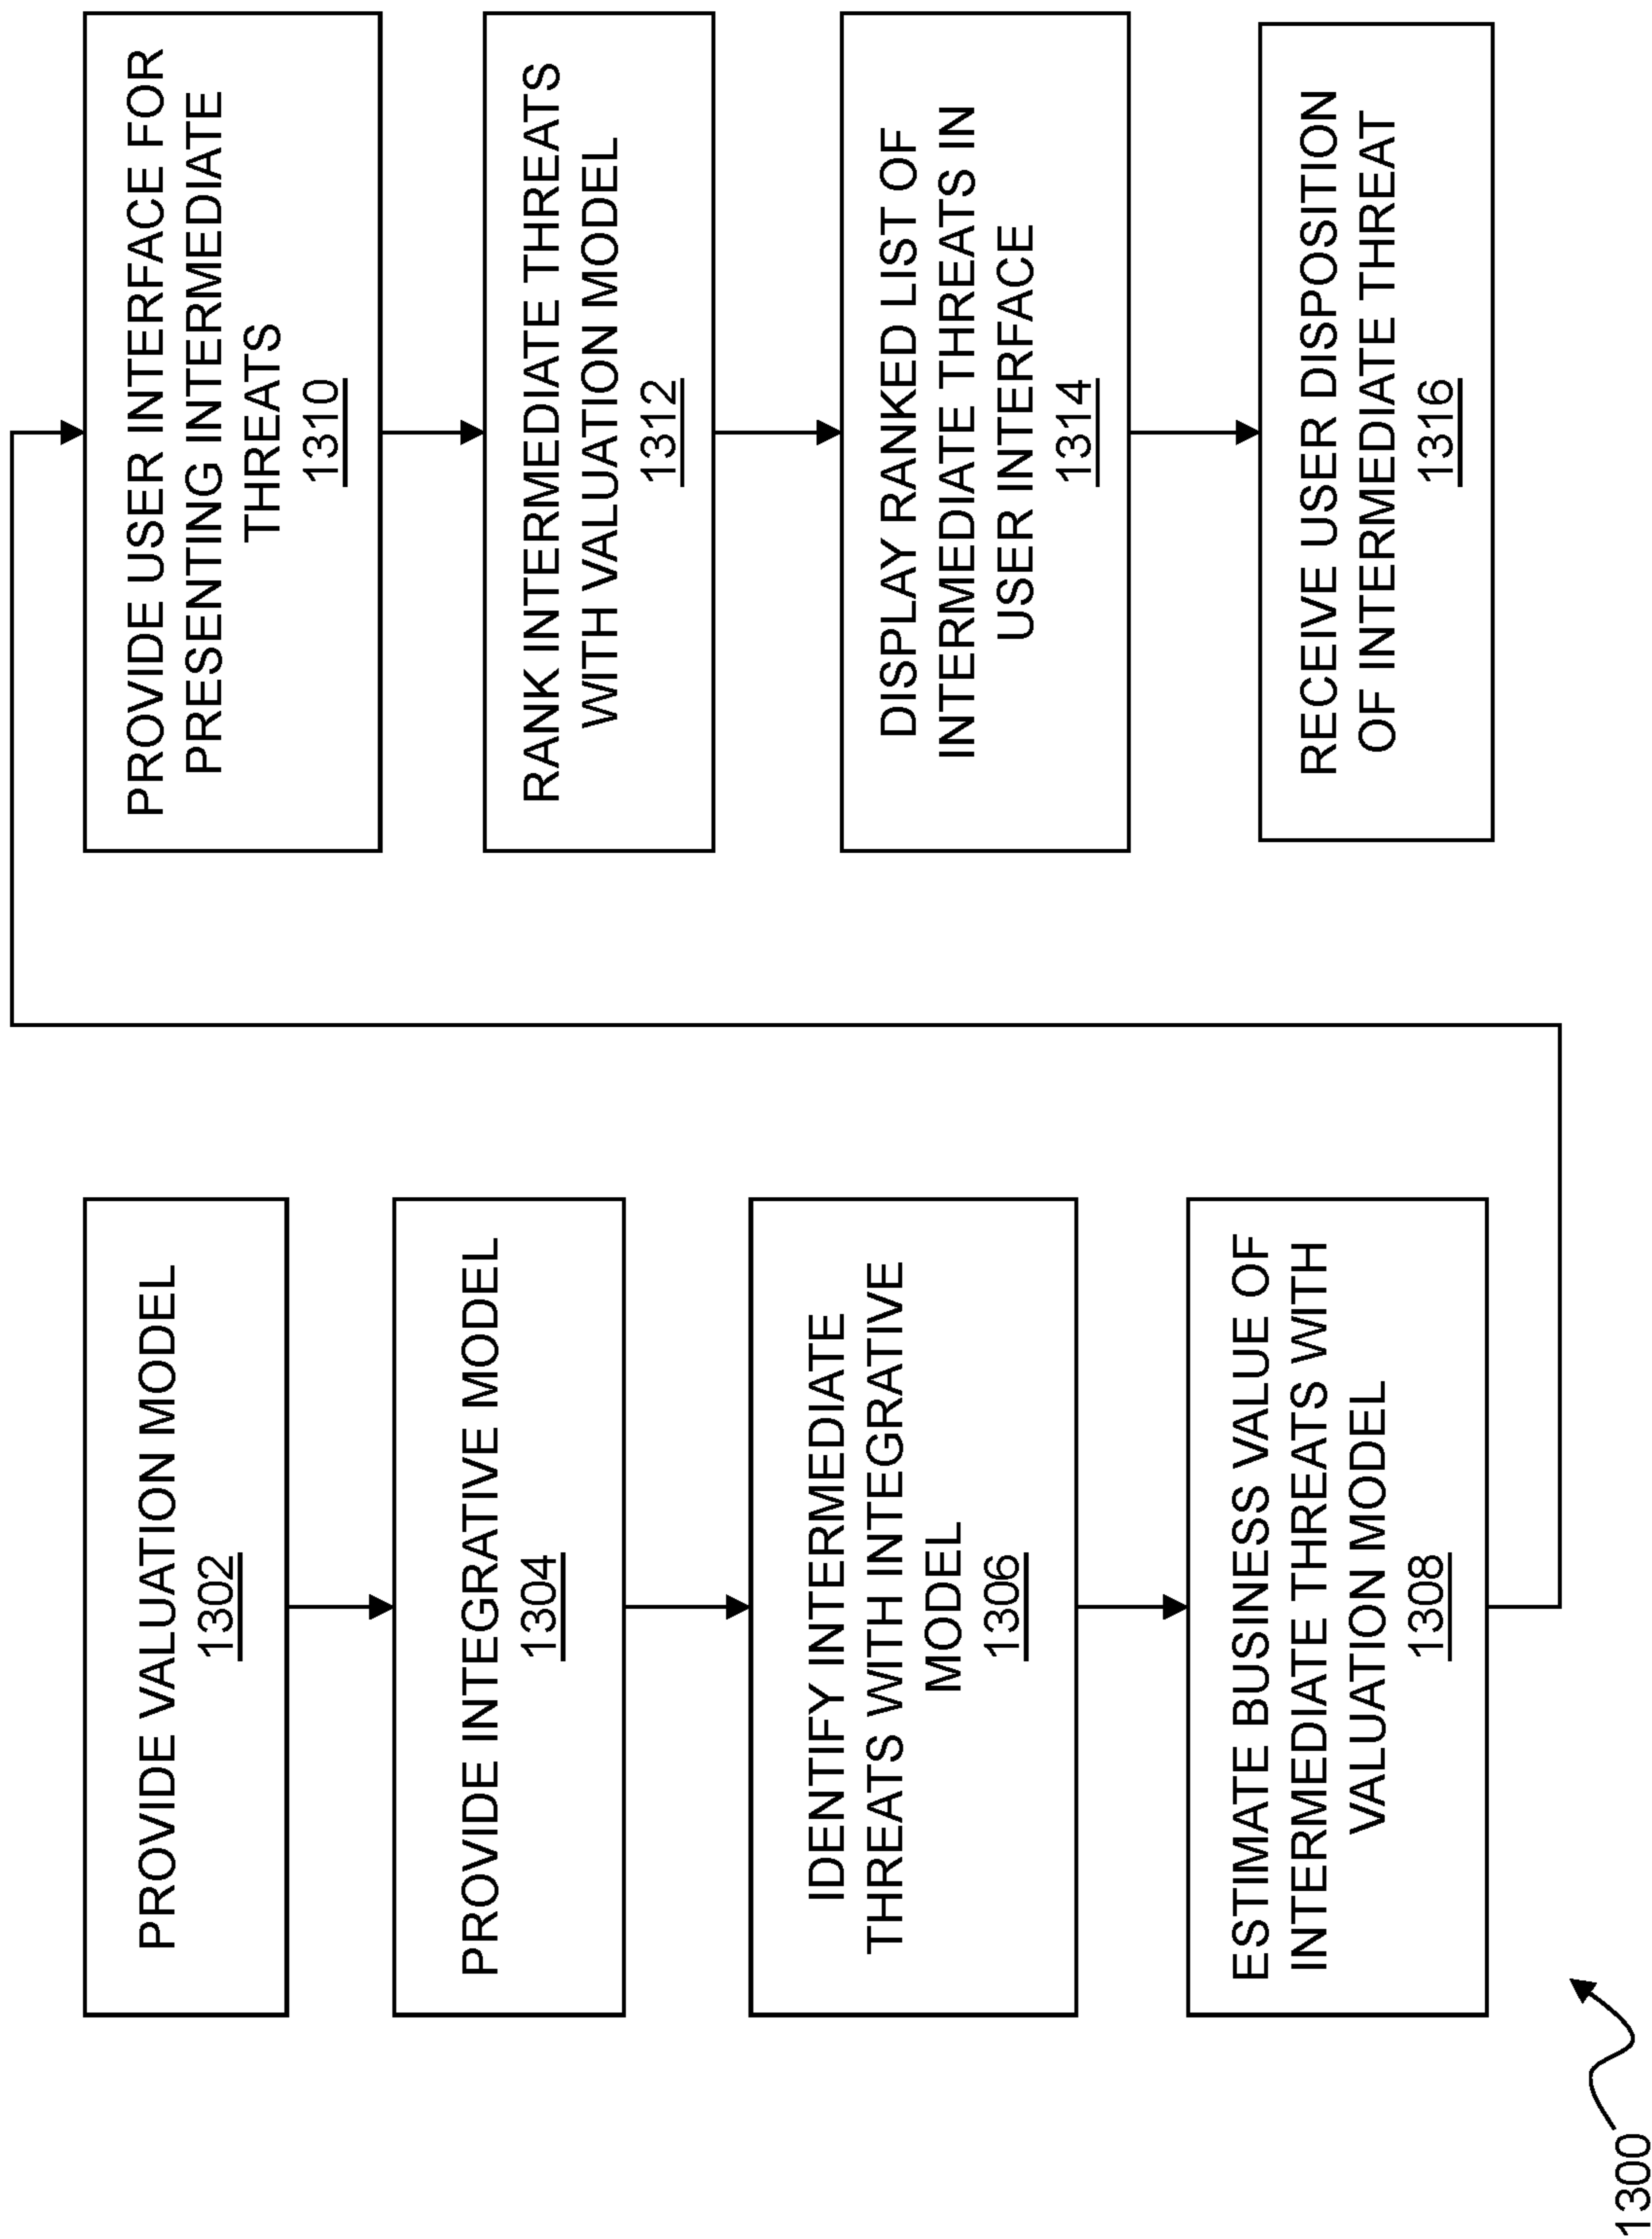 PROVIDE VALUATION MODEL
1302
PROVIDE INTEGRATIVE MODEL
1304
IDENTIFY INTERMEDIATE
THREATS WITH INTEGRATIVE
MODEL
1306
ESTIMATE BUSINESS VALUE OF
INTERMEDIATE THREATS WITH
VALUATION MODEL
1308
PROVIDE USER INTERFACE FOR
PRESENTING INTERMEDIATE
THREATS
1310
RANK INTERMEDIATE THREATS
WITH VALUATION MODEL
1312
DISPLAY RANKED LIST OF
INTERMEDIATE THREATS IN
USER INTERFACE
1314
RECEIVE USER DISPOSITION
OF INTERMEDIATE THREAT
1316
1300